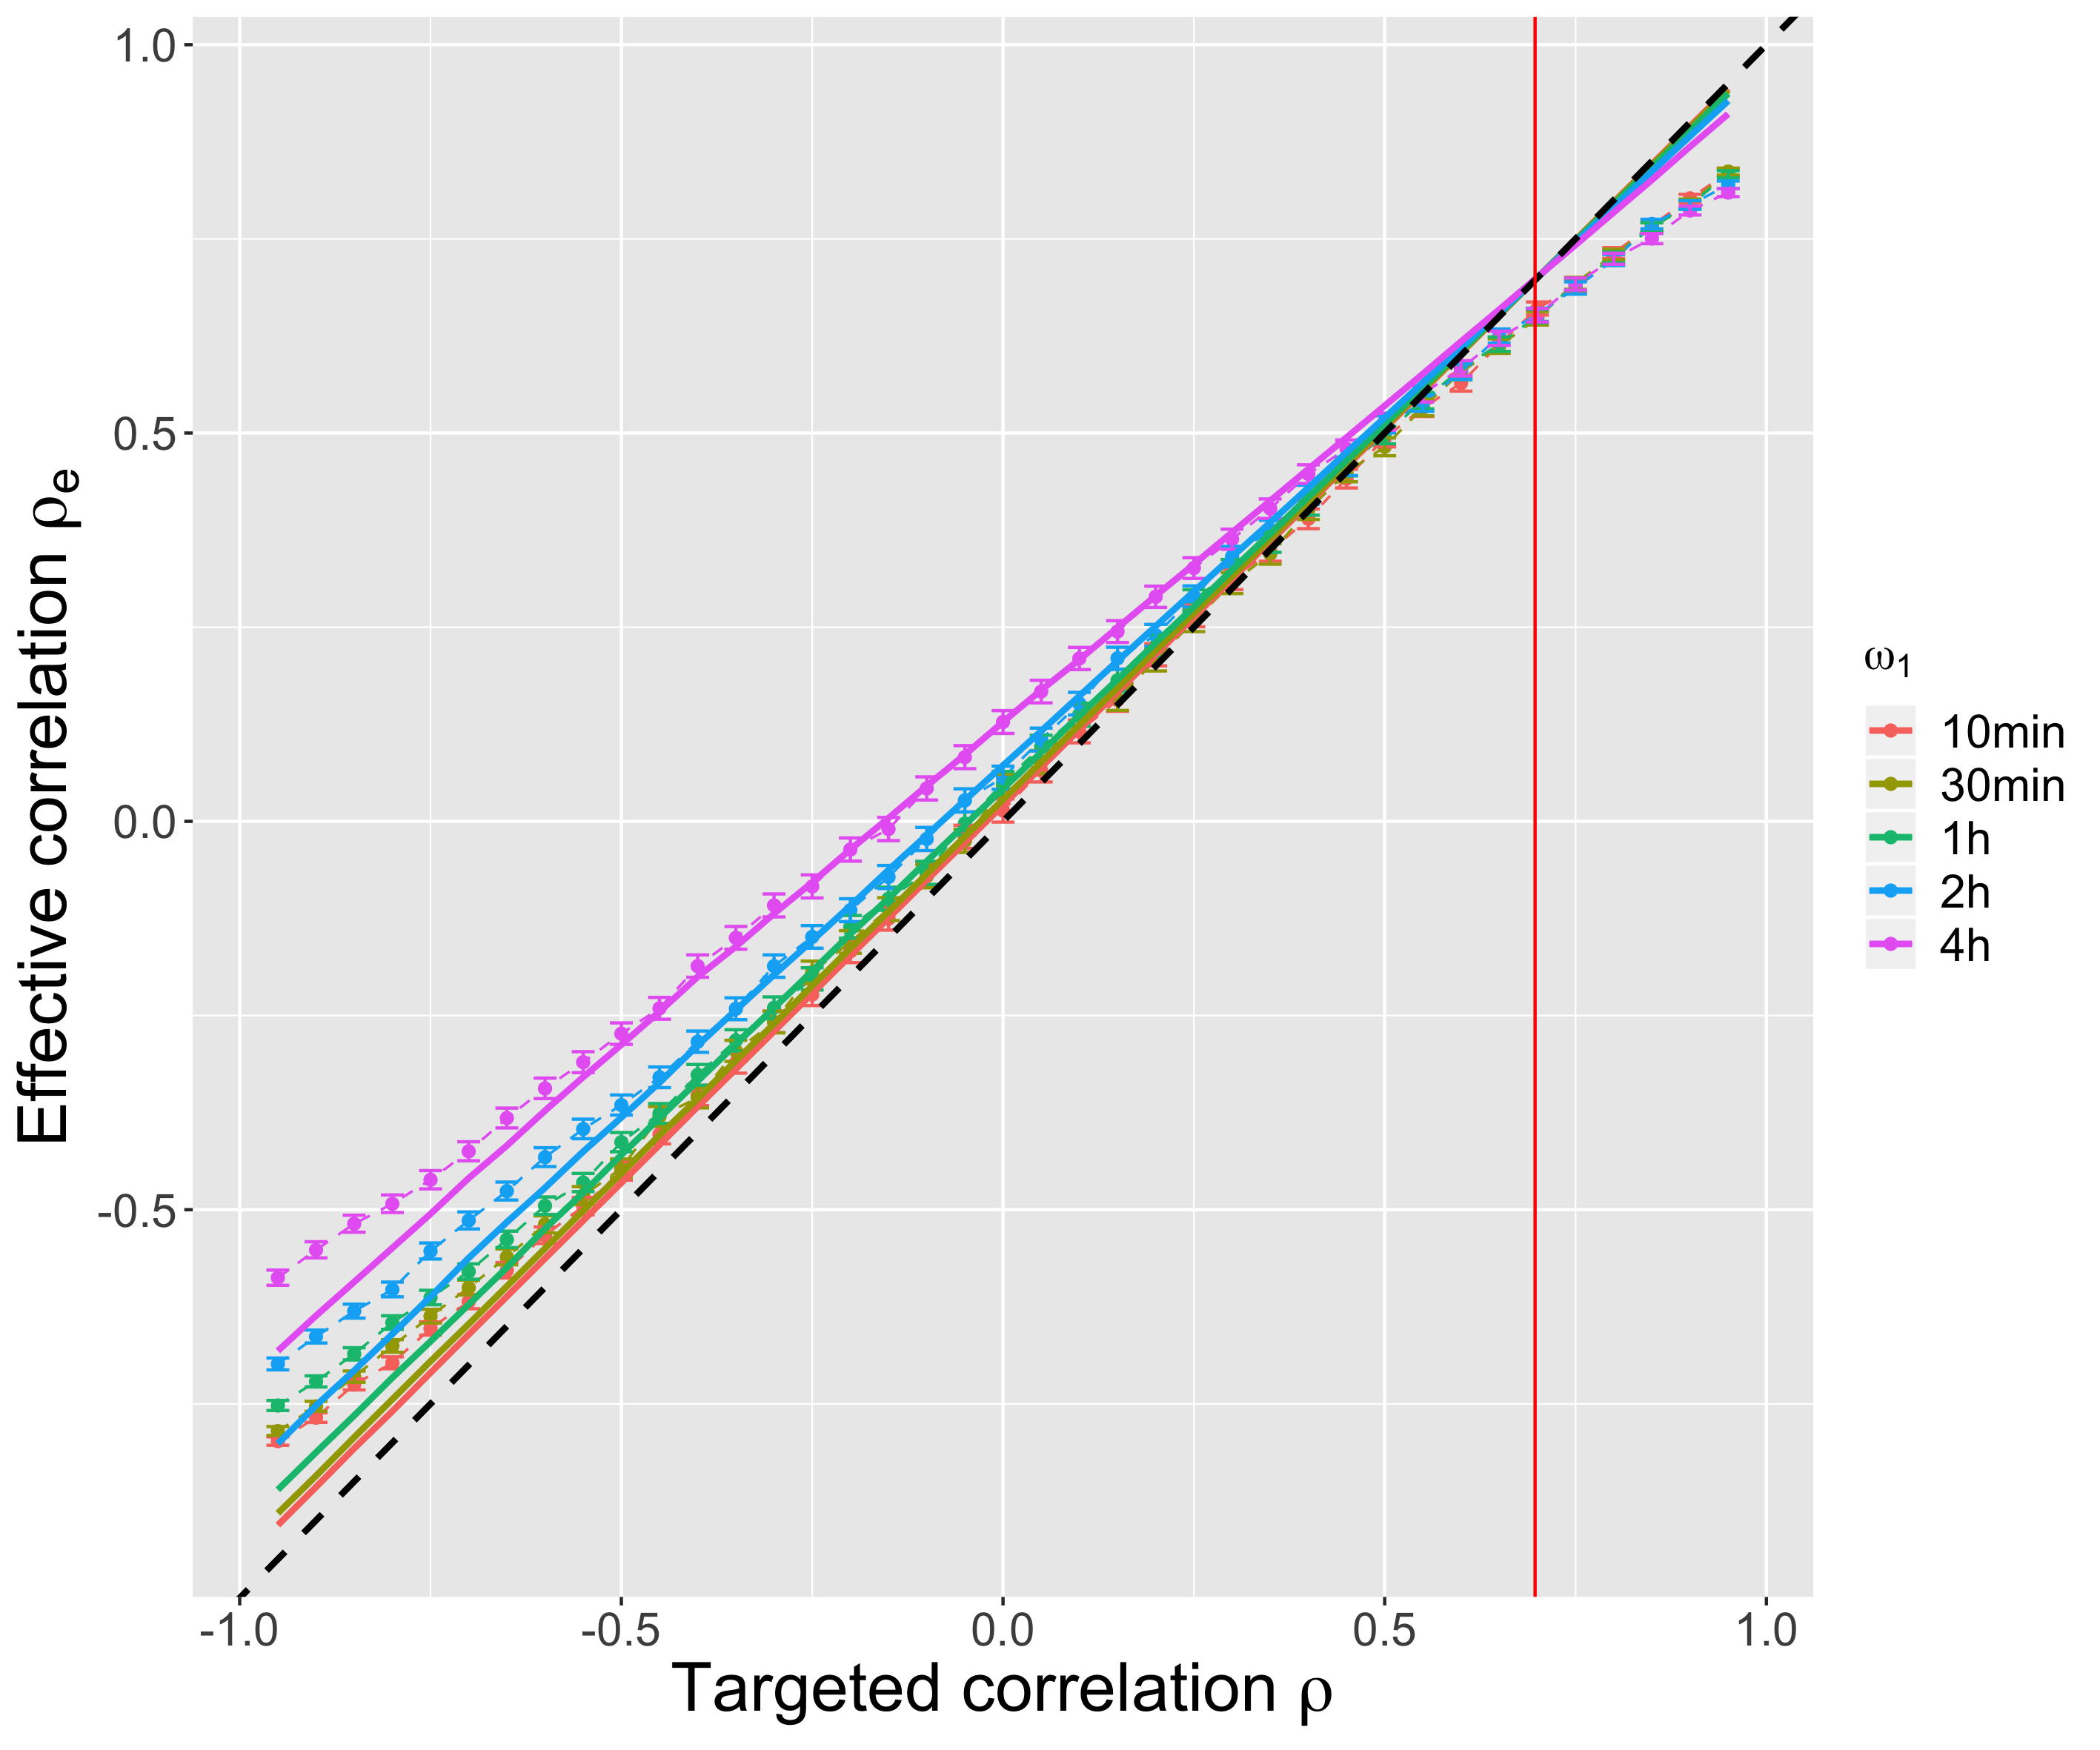 1.0
0.5
0.0
-0.5
Effective correlation ρe
-1.0 -0.5 0.0 0.5 1.0
Targeted correlation ρ
ω1
10min
30min
1h
2h
4h